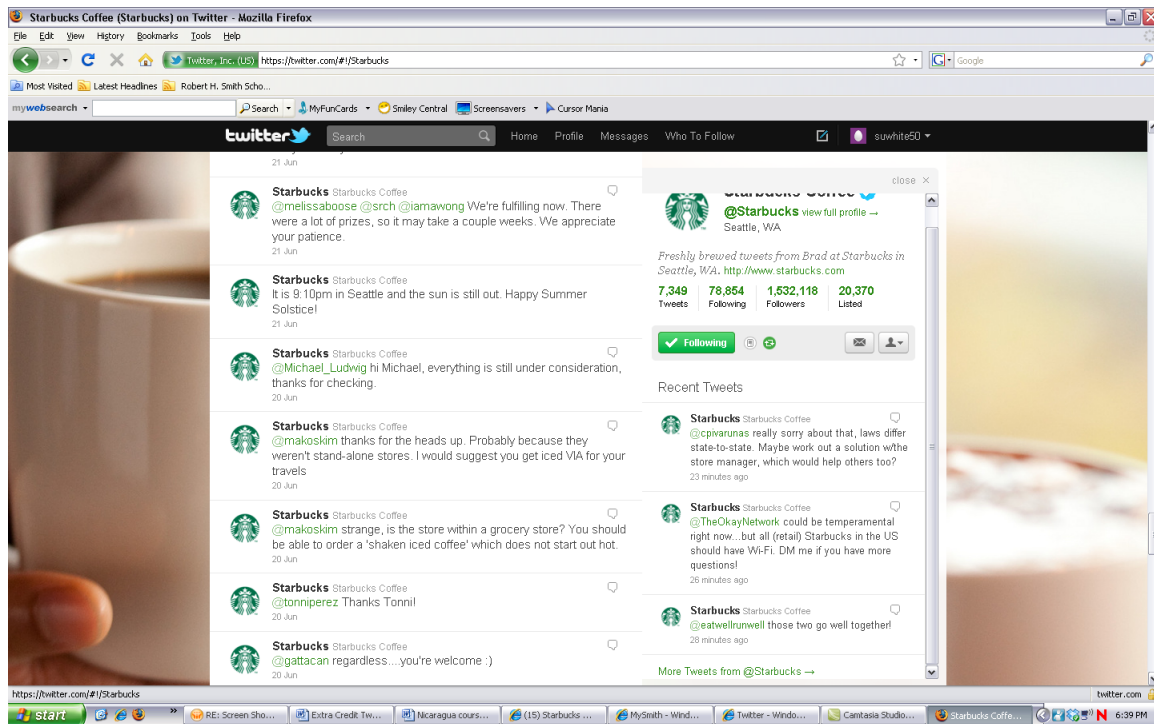 Starbucks Coffee (Starbucks) on Twitter - Mozilla Firefox
File Edit View History Bookmarks Tools Help
Twitter, Inc. (US) https://twitter.com/#!/Starbucks
Google
Most Visited Latest Headlines Robert H. Smith Scho...
mywebsearch Search MyFunCards Smiley Central Screensavers Cursor Mania
twitter Search Home Profile Messages Who To Follow suwhite50
21 Jun
Starbucks Starbucks Coffee
@melissaboose @srch @iamawong We're fulfilling now. There
were a lot of prizes, so it may take a couple weeks. We appreciate
your patience.
21 Jun
Starbucks Starbucks Coffee
It is 9:10pm in Seattle and the sun is still out. Happy Summer
Solstice!
21 Jun
Starbucks Starbucks Coffee
@Michael_Ludwig hi Michael, everything is still under consideration,
thanks for checking.
20 Jun
Starbucks Starbucks Coffee
@makoskim thanks for the heads up. Probably because they
weren't stand-alone stores. I would suggest you get iced VIA for your
travels
20 Jun
Starbucks Starbucks Coffee
@makoskim strange, is the store within a grocery store? You should
be able to order a 'shaken iced coffee' which does not start out hot.
20 Jun
Starbucks Starbucks Coffee
@tonniperez Thanks Tonni!
20 Jun
Starbucks Starbucks Coffee
@gattacan regardless....you're welcome :)
20 Jun
close ×
Starbucks Coffee
@Starbucks view full profile →
Seattle, WA
Freshly brewed tweets from Brad at Starbucks in
Seattle, WA. http://www.starbucks.com
7,349 78,854 1,532,118 20,370
Tweets Following Followers Listed
Following
Recent Tweets
Starbucks Starbucks Coffee
@cpivarunas really sorry about that, laws differ
state-to-state. Maybe work out a solution w/the
store manager, which would help others too?
23 minutes ago
Starbucks Starbucks Coffee
@TheOkayNetwork could be temperamental
right now...but all (retail) Starbucks in the US
should have Wi-Fi. DM me if you have more
questions!
26 minutes ago
Starbucks Starbucks Coffee
@eatwellrunwell those two go well together!
28 minutes ago
More Tweets from @Starbucks →
https://twitter.com/#!/Starbucks twitter.com
start » RE: Screen Sho... Extra Credit Tw... Nicaragua cours... (15) Starbucks ... MySmith - Wind... Twitter - Windo... Camtasia Studio... Starbucks Coffe... 6:39 PM